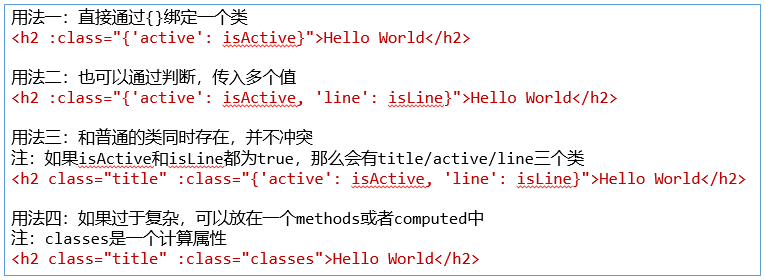 用法一：直接通过{}绑定一个类
<h2 :class="{'active': isActive}">Hello World</h2>
用法二：也可以通过判断，传入多个值
<h2 :class="{'active': isActive, 'line': isLine}">Hello World</h2>
用法三：和普通的类同时存在，并不冲突
注：如果isActive和isLine都为true，那么会有title/active/line三个类
<h2 class="title" :class="{'active': isActive, 'line': isLine}">Hello World</h2>
用法四：如果过于复杂，可以放在一个methods或者computed中
注：classes是一个计算属性
<h2 class="title" :class="classes">Hello World</h2>